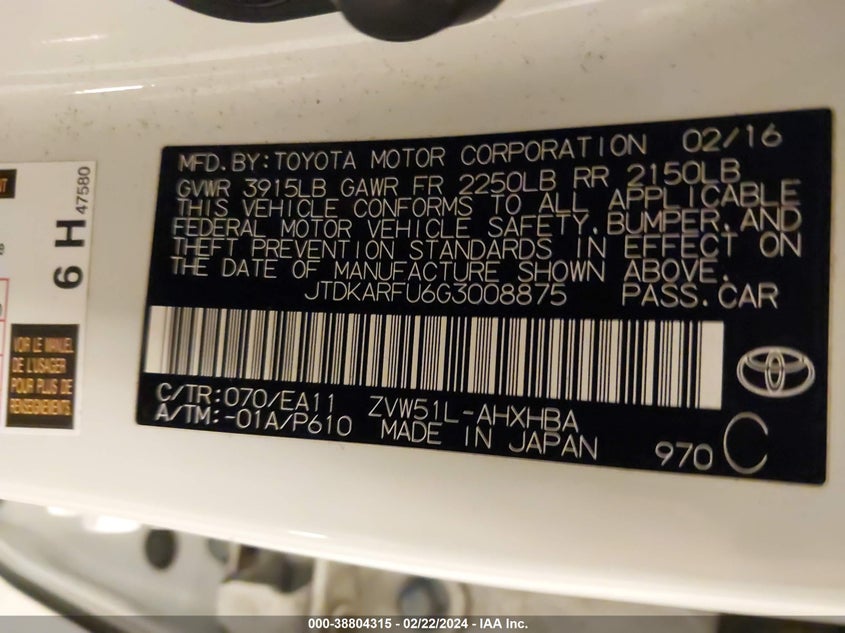 MFD. BY: TOYOTA MOTOR CORPORATION 02/16
GVWR 3915LB GAWR FR 2250LB RR 2150LB
THIS VEHICLE CONFORMS TO ALL APPLICABLE
FEDERAL MOTOR VEHICLE SAFETY, BUMPER, AND
THEFT PREVENTION STANDARDS IN EFFECT ON
THE DATE OF MANUFACTURE SHOWN ABOVE.
JTDKARFU6G3008875 PASS.CAR
C/TR:070/EA11 ZVW51L-AHXHBA
A/TM:-01A/P610 MADE IN JAPAN
970 C
6 H
47580
VOIR LE MANUEL
DE L'USAGER
POUR PLUS DE
RENSEIGNEMENTS
000-38804315 - 02/22/2024 - IAA Inc.